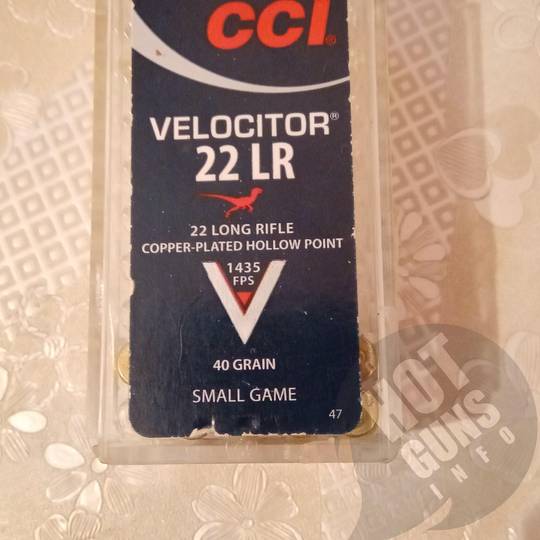 CCI®
VELOCITOR®
22 LR
22 LONG RIFLE
COPPER-PLATED HOLLOW POINT
1435
FPS
40 GRAIN
SMALL GAME
47
HOT
GUNS
INFO